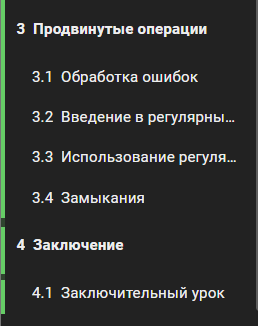 3 Продвинутые операции
3.1 Обработка ошибок
3.2 Введение в регулярны...
3.3 Использование регуля...
3.4 Замыкания
4 Заключение
4.1 Заключительный урок